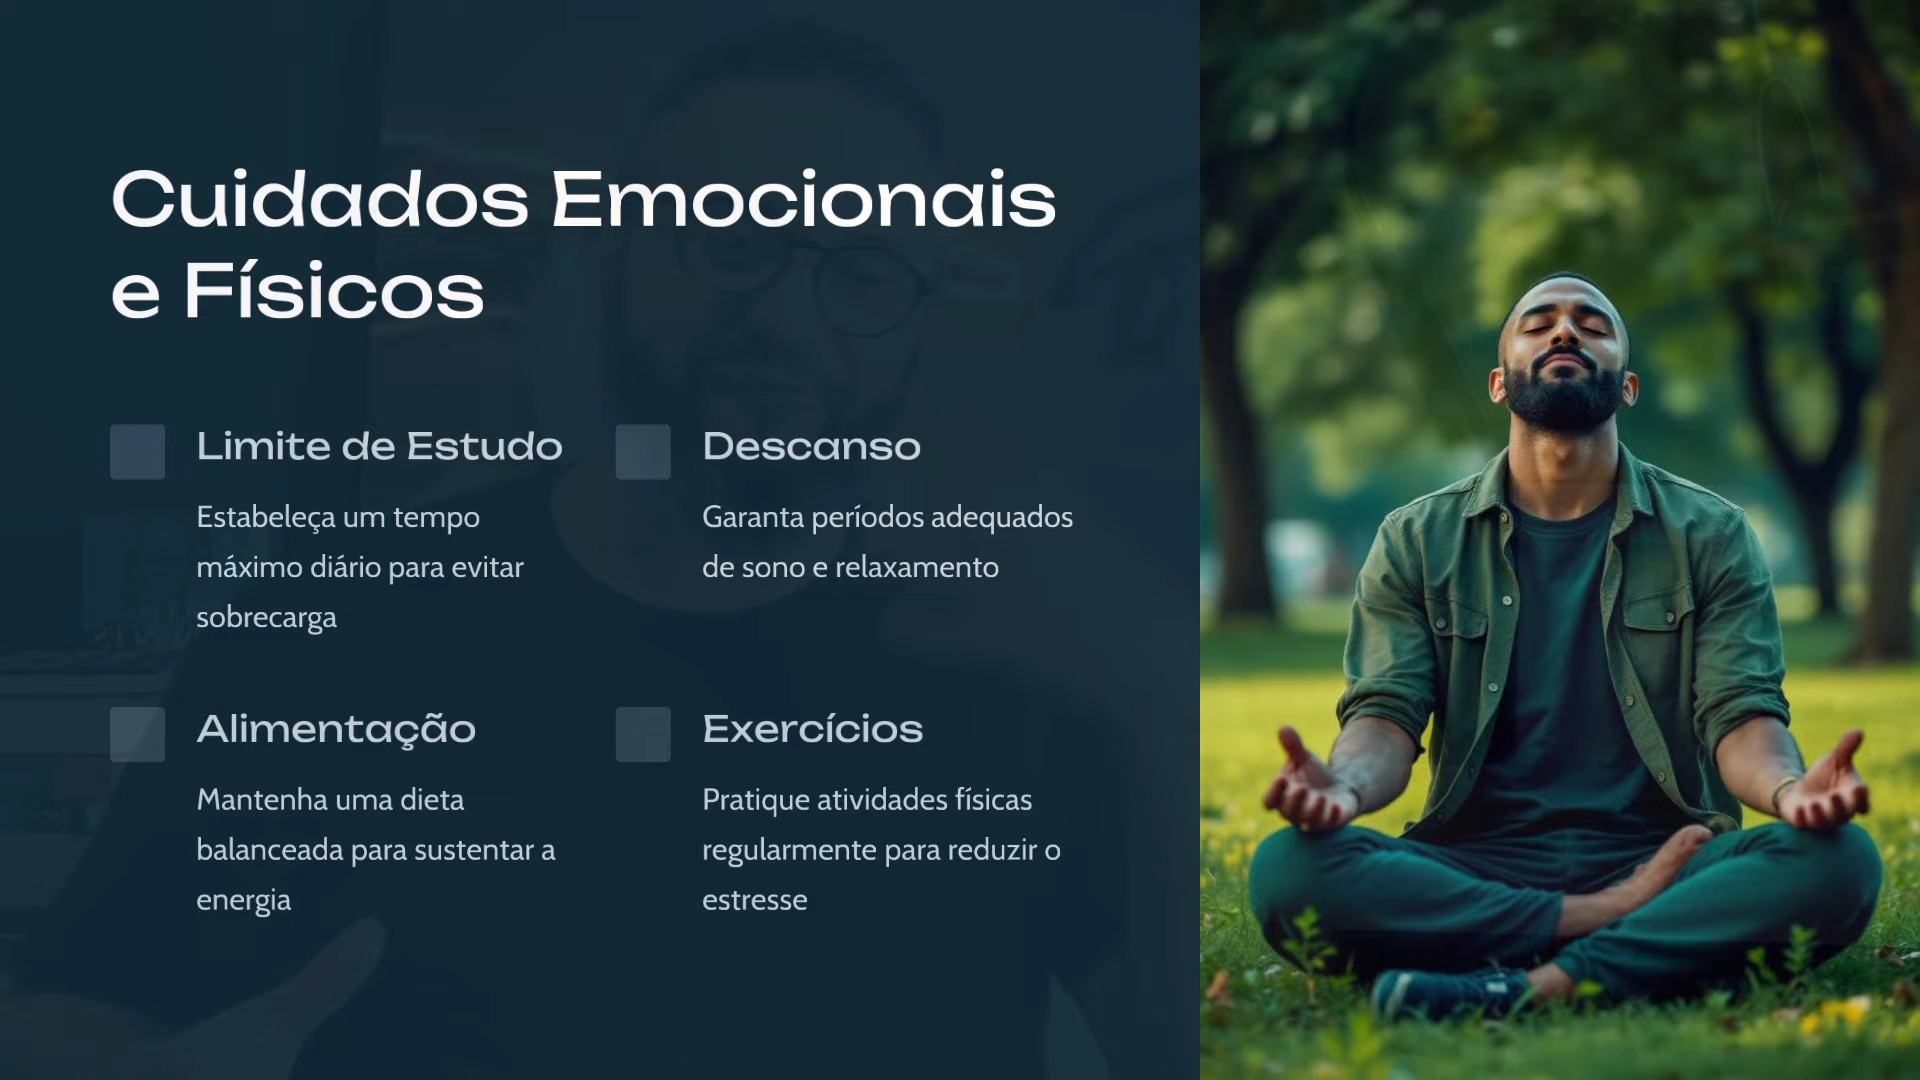 Cuidados Emocionais
e Físicos
Limite de Estudo
Estabeleça um tempo
máximo diário para evitar
sobrecarga
Descanso
Garanta períodos adequados
de sono e relaxamento
Alimentação
Mantenha uma dieta
balanceada para sustentar a
energia
Exercícios
Pratique atividades físicas
regularmente para reduzir o
estresse